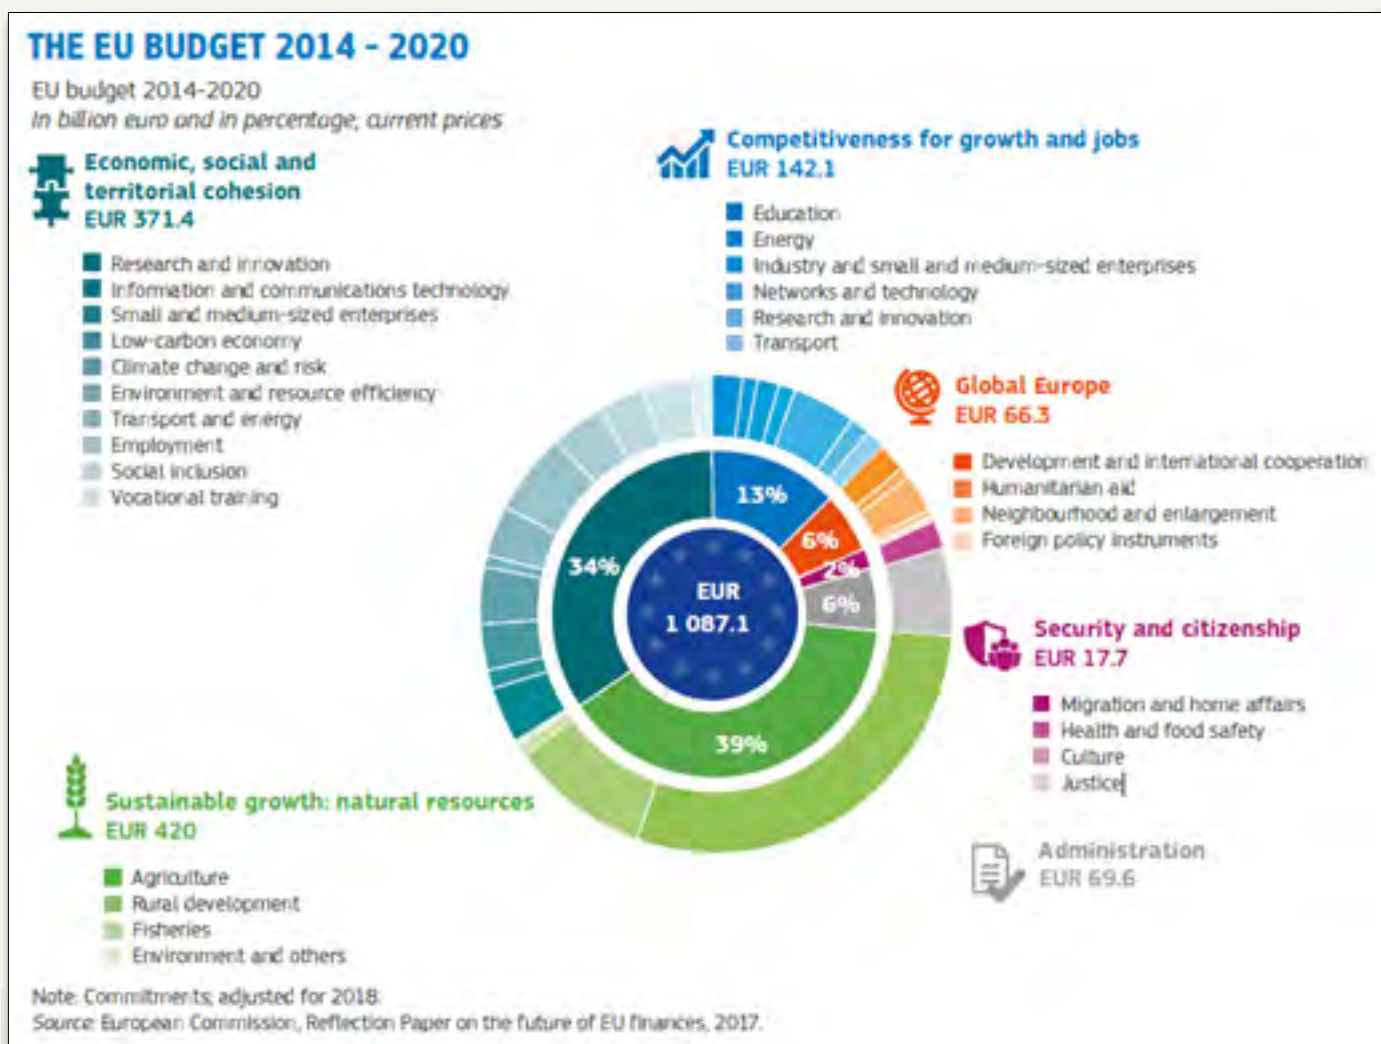 THE EU BUDGET 2014 - 2020
EU budget 2014-2020
In billion euro and in percentage, current prices
Economic, social and
territorial cohesion
EUR 371.4
Research and innovation
Information and communications technology
Small and medium-sized enterprises
Low-carbon economy
Climate change and risk
Environment and resource efficiency
Transport and energy
Employment
Social inclusion
Vocational training
Competitiveness for growth and jobs
EUR 142.1
Education
Energy
Industry and small and medium-sized enterprises
Networks and technology
Research and innovation
Transport
Global Europe
EUR 66.3
Development and international cooperation
Humanitarian aid
Neighbourhood and enlargement
Foreign policy instruments
13%
6%
2%
6%
34%
39%
EUR
1 087.1
Security and citizenship
EUR 17.7
Migration and home affairs
Health and food safety
Culture
Justice
Sustainable growth: natural resources
EUR 420
Agriculture
Rural development
Fisheries
Environment and others
Administration
EUR 69.6
Note: Commitments; adjusted for 2018.
Source: European Commission, Reflection Paper on the future of EU finances, 2017.